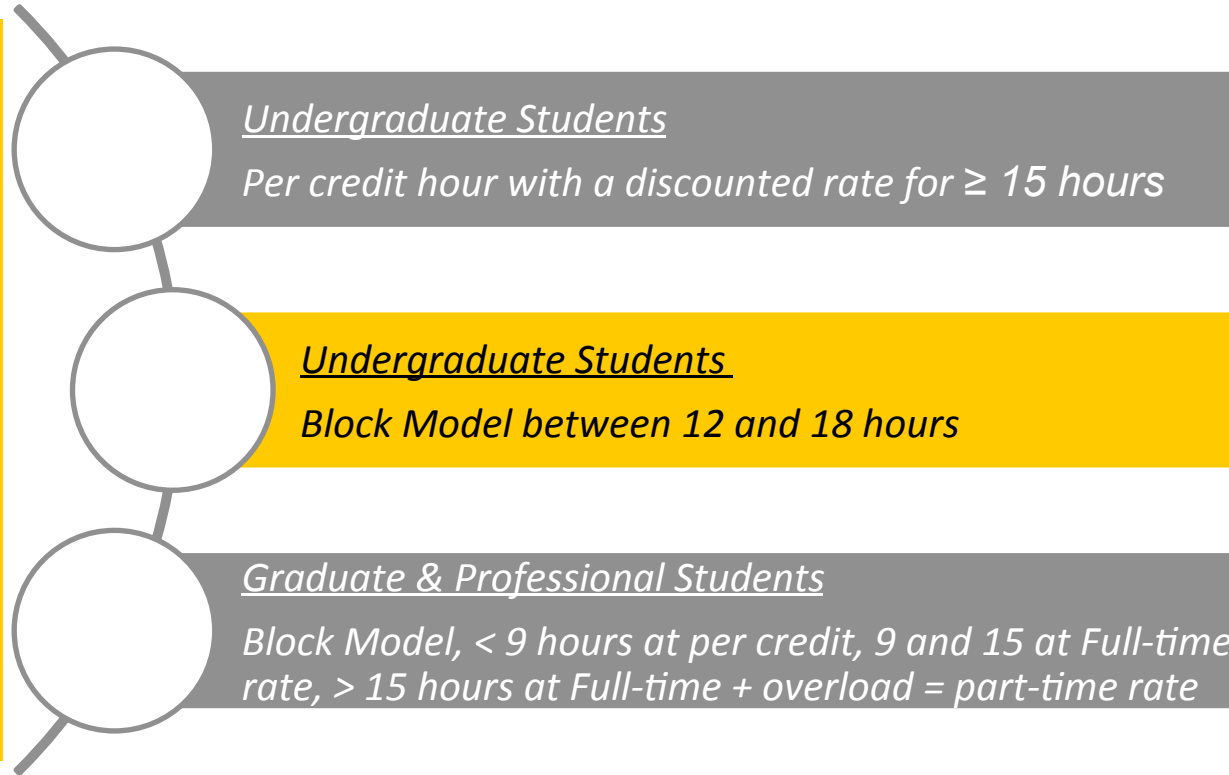 Undergraduate Students
Per credit hour with a discounted rate for ≥ 15 hours
Undergraduate Students
Block Model between 12 and 18 hours
Graduate & Professional Students
Block Model, < 9 hours at per credit, 9 and 15 at Full-time
rate, > 15 hours at Full-time + overload = part-time rate